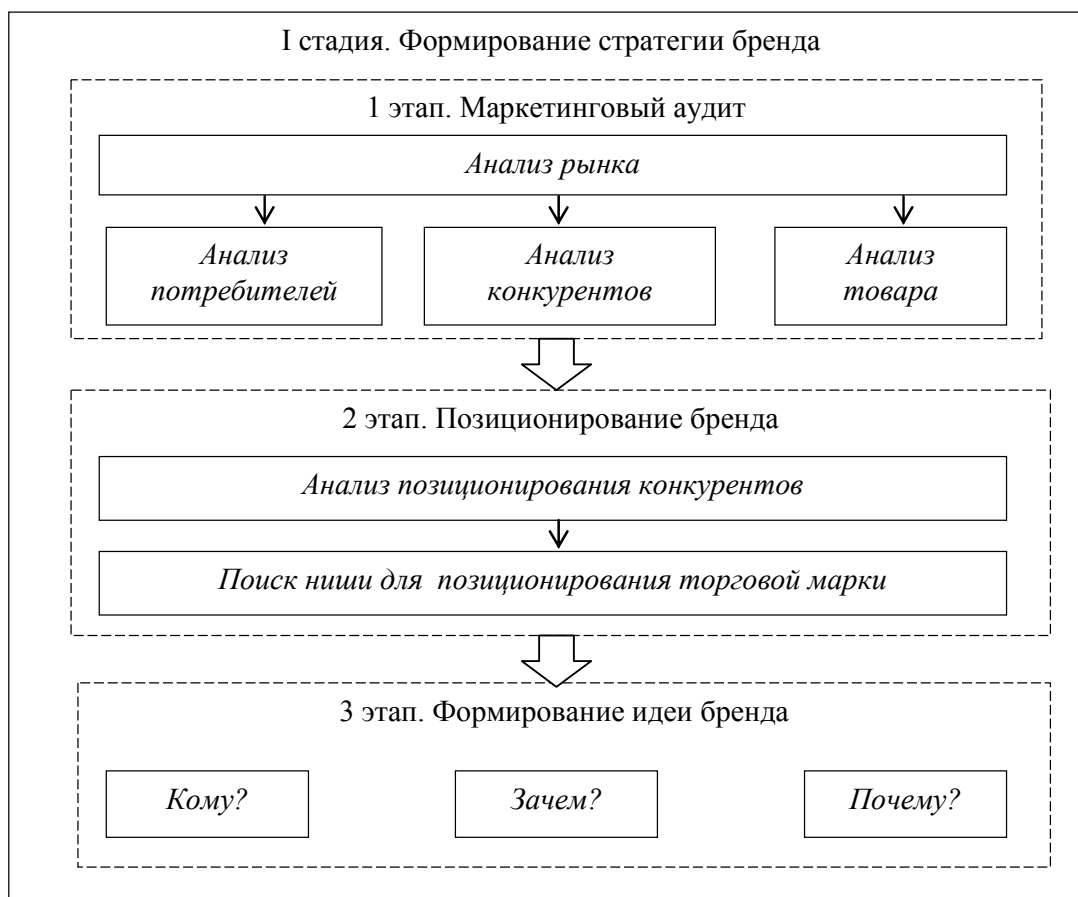 I стадия. Формирование стратегии бренда
1 этап. Маркетинговый аудит
Анализ рынка
Анализ
потребителей
Анализ
конкурентов
Анализ
товара
2 этап. Позиционирование бренда
Анализ позиционирования конкурентов
Поиск ниши для  позиционирования торговой марки
3 этап. Формирование идеи бренда
Кому?
Зачем?
Почему?